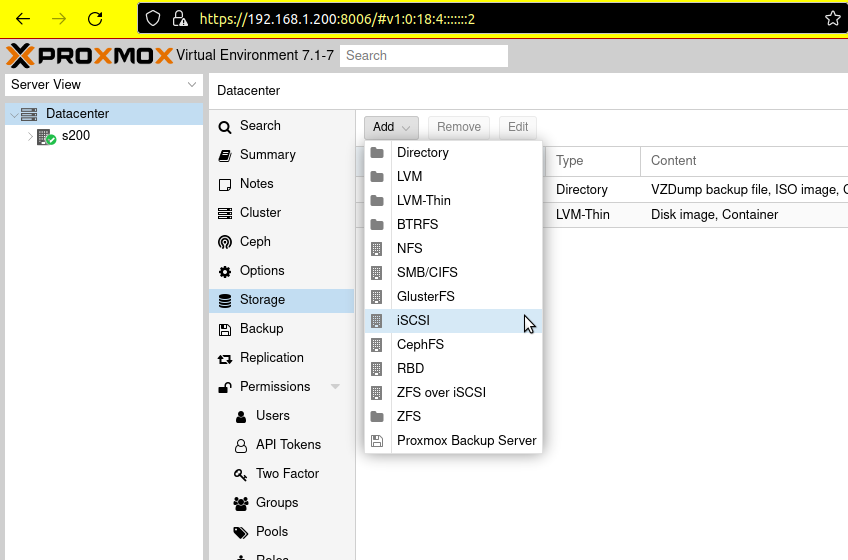 https://192.168.1.200:8006/#v1:0:18:4:::::::2
PROXMOX Virtual Environment 7.1-7 Search
Server View
Datacenter
s200
Datacenter
Search
Summary
Notes
Cluster
Ceph
Options
Storage
Backup
Replication
Permissions
Users
API Tokens
Two Factor
Groups
Pools
Add Remove Edit
Directory
LVM
LVM-Thin
BTRFS
NFS
SMB/CIFS
GlusterFS
iSCSI
CephFS
RBD
ZFS over iSCSI
ZFS
Proxmox Backup Server
Type Content
Directory VZDump backup file, ISO image,
LVM-Thin Disk image, Container